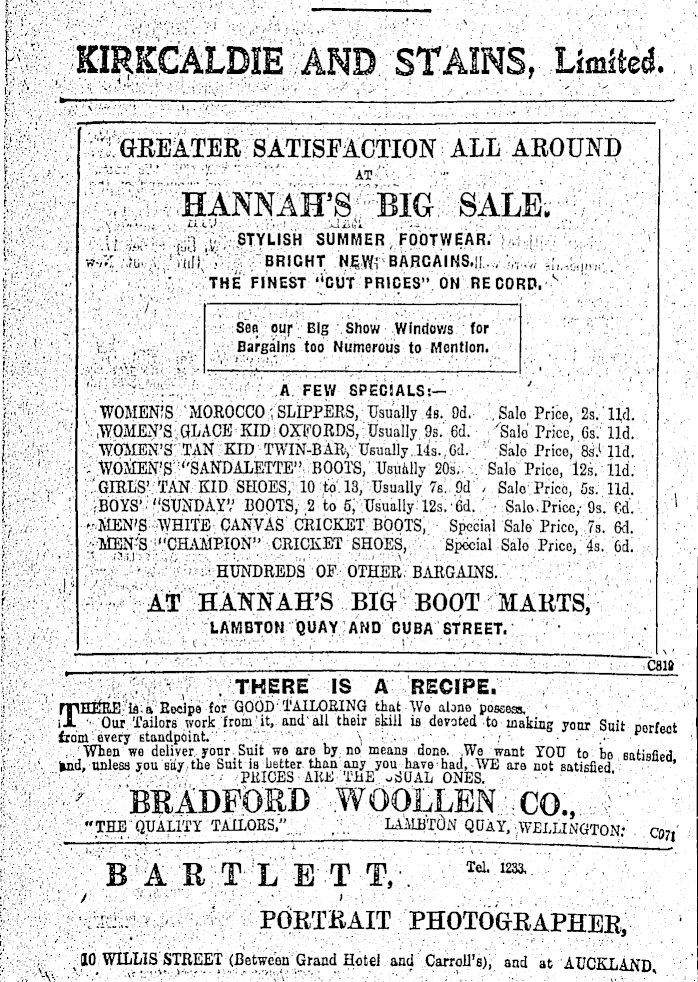 KIRKCALDIE AND STAINS, Limited.
GREATER SATISFACTION ALL AROUND
AT
HANNAH'S BIG SALE.
STYLISH SUMMER FOOTWEAR.
BRIGHT NEW BARGAINS.
THE FINEST "CUT PRICES" ON RECORD.
See our Big Show Windows for
Bargains too Numerous to Mention.
A FEW SPECIALS:—
WOMEN'S MOROCCO SLIPPERS, Usually 4s. 9d. Sale Price, 2s. 11d.
WOMEN'S GLACE KID OXFORDS, Usually 9s. 6d. Sale Price, 6s. 11d.
WOMEN'S TAN KID TWIN-BAR, Usually 14s. 6d. Sale Price, 8s. 11d.
WOMEN'S "SANDALETTE" BOOTS, Usually 20s. Sale Price, 12s. 11d.
GIRLS' TAN KID SHOES, 10 to 13, Usually 7s. 9d. Sale Price, 5s. 11d.
BOYS' "SUNDAY" BOOTS, 2 to 5, Usually 12s. 6d. Sale Price, 9s. 6d.
MEN'S WHITE CANVAS CRICKET BOOTS, Special Sale Price, 7s. 6d.
MEN'S "CHAMPION" CRICKET SHOES, Special Sale Price, 4s. 6d.
HUNDREDS OF OTHER BARGAINS.
AT HANNAH'S BIG BOOT MARTS,
LAMBTON QUAY AND CUBA STREET.
C819
THERE IS A RECIPE.
THERE is a Recipe for GOOD TAILORING that We alone possess.
Our Tailors work from it, and all their skill is devoted to making your Suit perfect
from every standpoint.
When we deliver your Suit we are by no means done. We want YOU to be satisfied,
and, unless you say the Suit is better than any you have had, WE are not satisfied.
PRICES ARE THE USUAL ONES.
BRADFORD WOOLLEN CO.,
"THE QUALITY TAILORS," LAMBTON QUAY, WELLINGTON.
C971
BARTLETT, Tel. 1233.
PORTRAIT PHOTOGRAPHER,
10 WILLIS STREET (Between Grand Hotel and Carroll's), and at AUCKLAND.